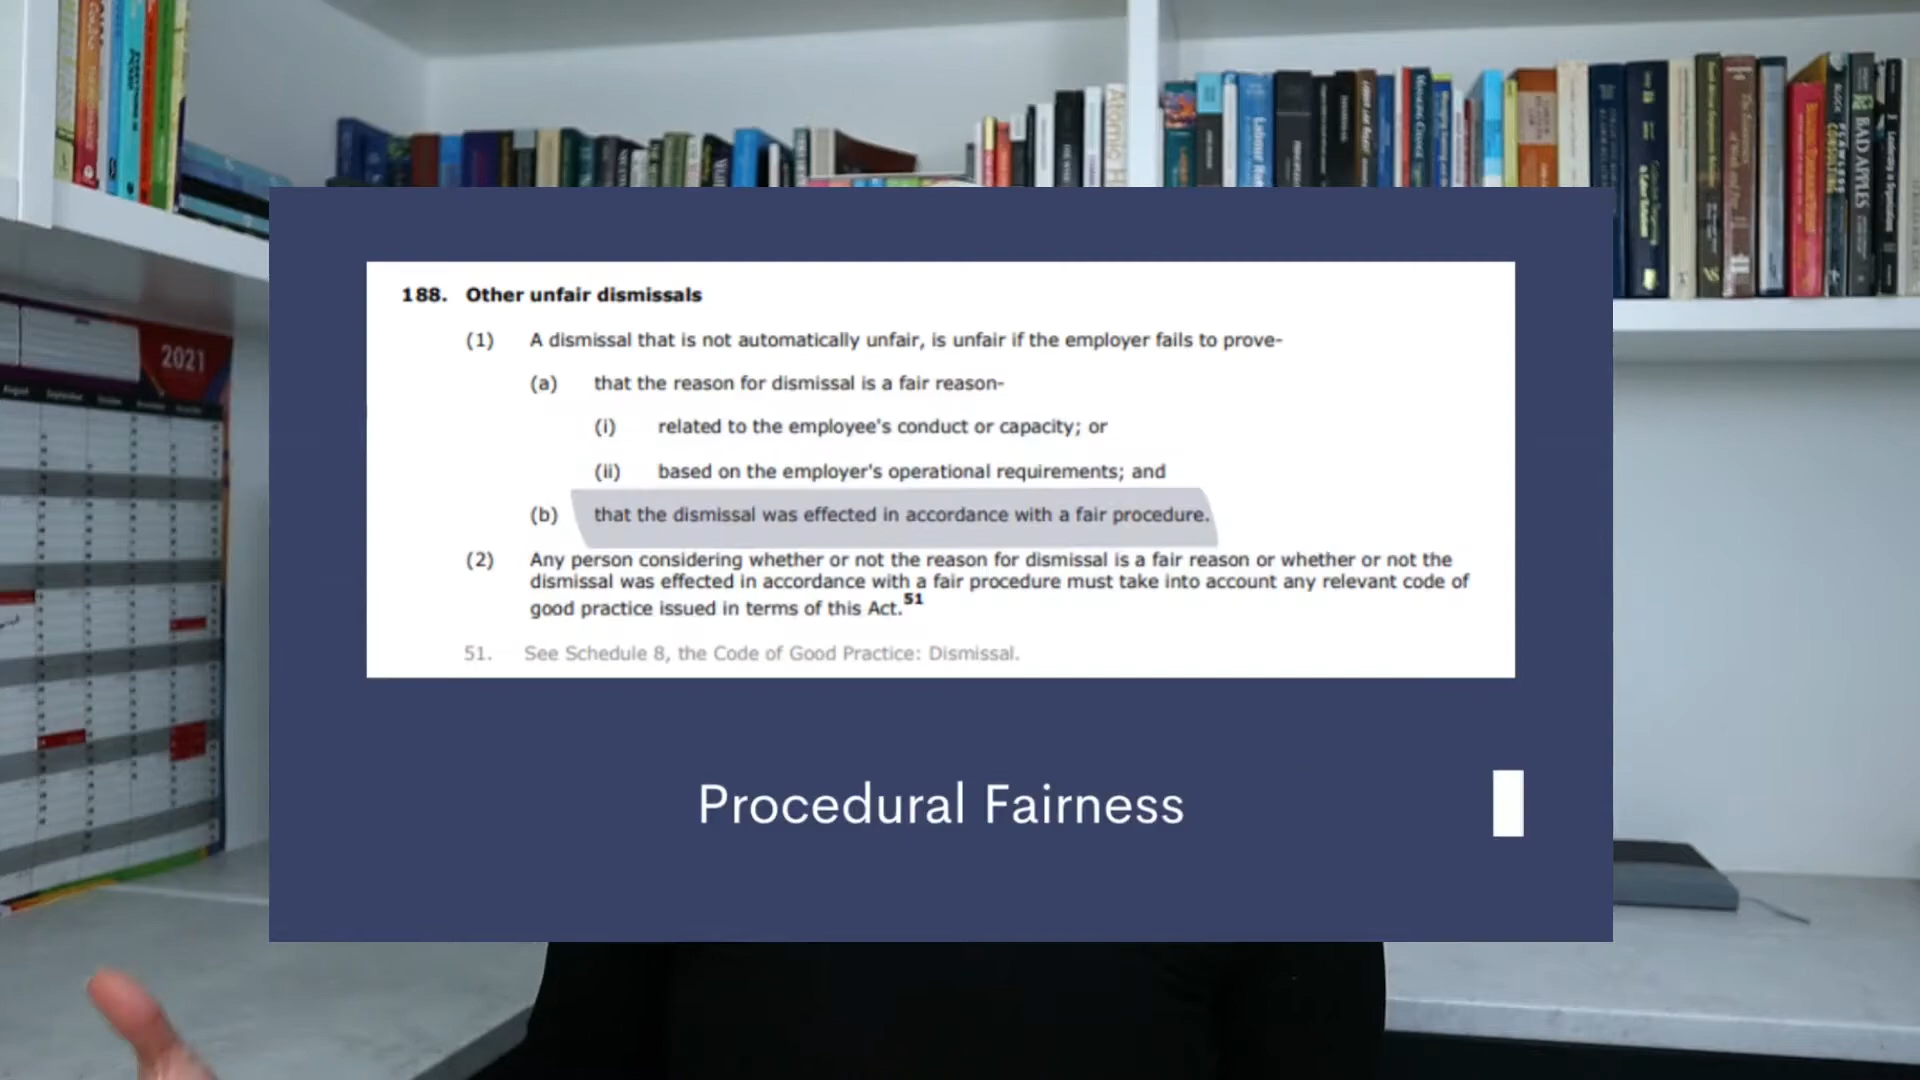 188. Other unfair dismissals
(1) A dismissal that is not automatically unfair, is unfair if the employer fails to prove-
(a) that the reason for dismissal is a fair reason-
(i) related to the employee's conduct or capacity; or
(ii) based on the employer's operational requirements; and
(b) that the dismissal was effected in accordance with a fair procedure.
(2) Any person considering whether or not the reason for dismissal is a fair reason or whether or not the
dismissal was effected in accordance with a fair procedure must take into account any relevant code of
good practice issued in terms of this Act.51
51. See Schedule 8, the Code of Good Practice: Dismissal.
Procedural Fairness
2021
August September October
BAD APPLES
Labour